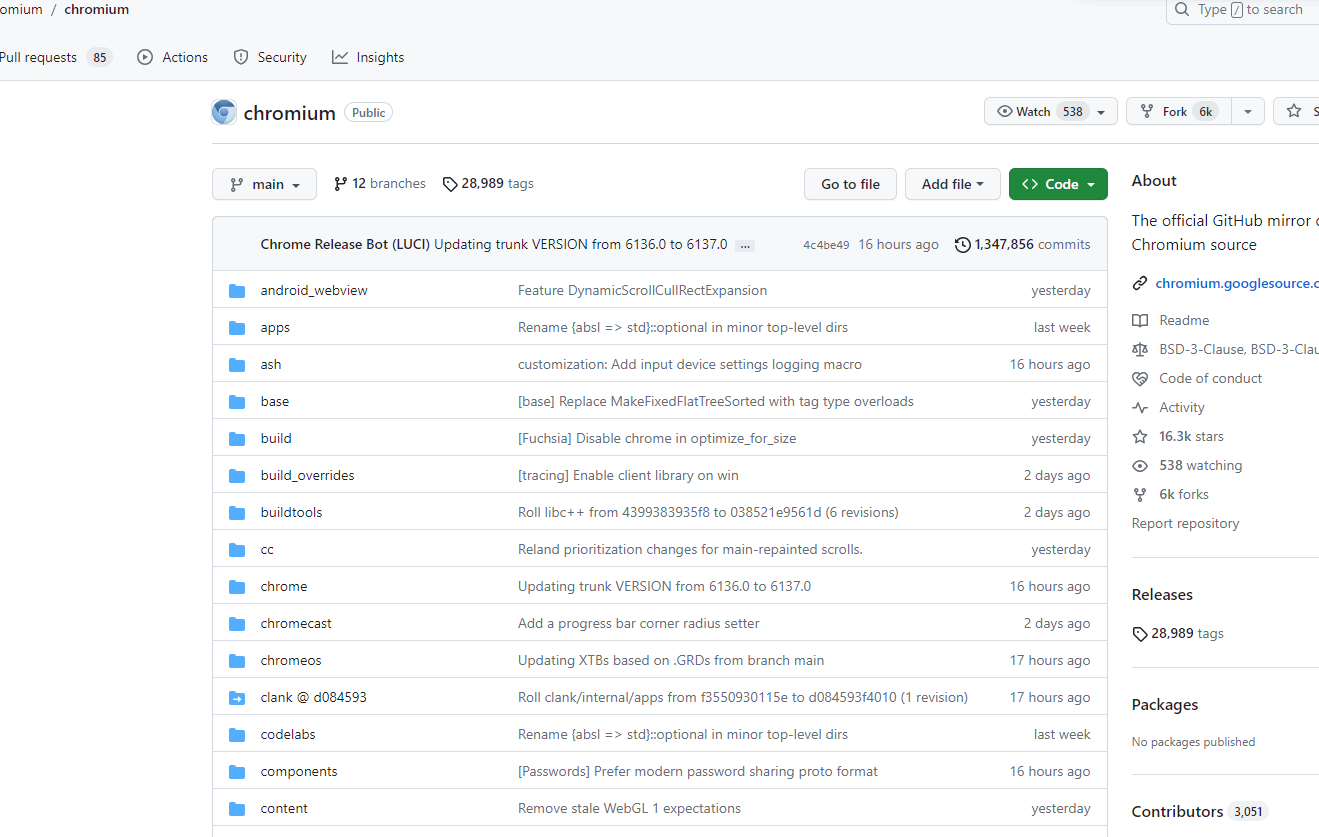 omium / chromium
Type / to search
Pull requests 85 Actions Security Insights
chromium Public
Watch 538 Fork 6k S
main 12 branches 28,989 tags Go to file Add file Code
Chrome Release Bot (LUCI) Updating trunk VERSION from 6136.0 to 6137.0 ... 4c4be49 16 hours ago 1,347,856 commits
android_webview Feature DynamicScrollCullRectExpansion yesterday
apps Rename {absl => std}::optional in minor top-level dirs last week
ash customization: Add input device settings logging macro 16 hours ago
base [base] Replace MakeFixedFlatTreeSorted with tag type overloads yesterday
build [Fuchsia] Disable chrome in optimize_for_size yesterday
build_overrides [tracing] Enable client library on win 2 days ago
buildtools Roll libc++ from 4399383935f8 to 038521e9561d (6 revisions) 2 days ago
cc Reland prioritization changes for main-repainted scrolls. yesterday
chrome Updating trunk VERSION from 6136.0 to 6137.0 16 hours ago
chromecast Add a progress bar corner radius setter 2 days ago
chromeos Updating XTBs based on .GRDs from branch main 17 hours ago
clank @ d084593 Roll clank/internal/apps from f3550930115e to d084593f4010 (1 revision) 17 hours ago
codelabs Rename {absl => std}::optional in minor top-level dirs last week
components [Passwords] Prefer modern password sharing proto format 16 hours ago
content Remove stale WebGL 1 expectations yesterday
About
The official GitHub mirror o
Chromium source
chromium.googlesource.c
Readme
BSD-3-Clause, BSD-3-Clau
Code of conduct
Activity
16.3k stars
538 watching
6k forks
Report repository
Releases
28,989 tags
Packages
No packages published
Contributors 3,051